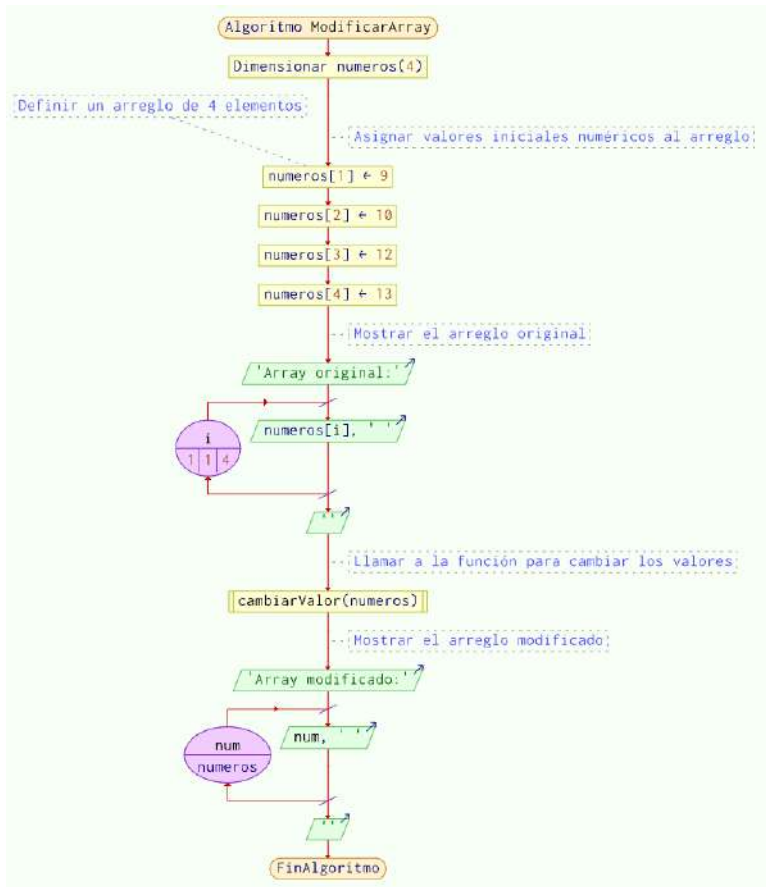 Algoritmo ModificarArray
Dimensionar numeros(4)
Definir un arreglo de 4 elementos
Asignar valores iniciales numéricos al arreglo
numeros[1] ← 9
numeros[2] ← 10
numeros[3] ← 12
numeros[4] ← 13
Mostrar el arreglo original
'Array original:'
numeros[i], ' '
i
1 1 4
''
Llamar a la función para cambiar los valores
cambiarValor(numeros)
Mostrar el arreglo modificado
'Array modificado:'
num, ' '
num
numeros
''
FinAlgoritmo